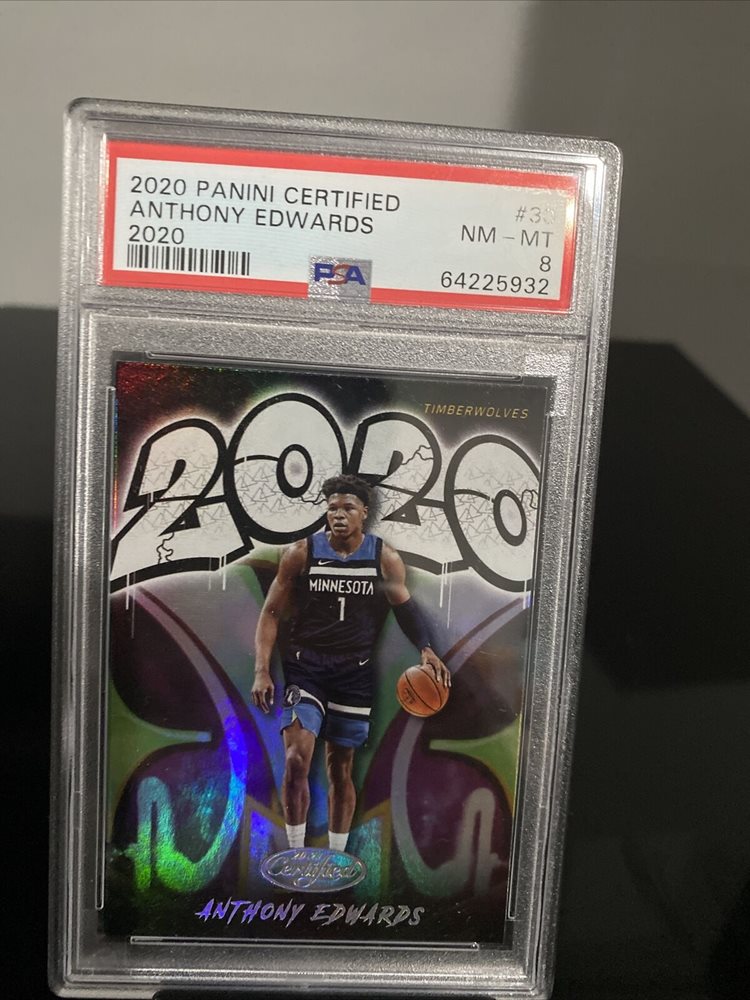 2020 PANINI CERTIFIED
ANTHONY EDWARDS
2020
NM - MT
8
PSA
64225932
TIMBERWOLVES
2020
MINNESOTA
1
Certified
ANTHONY EDWARDS